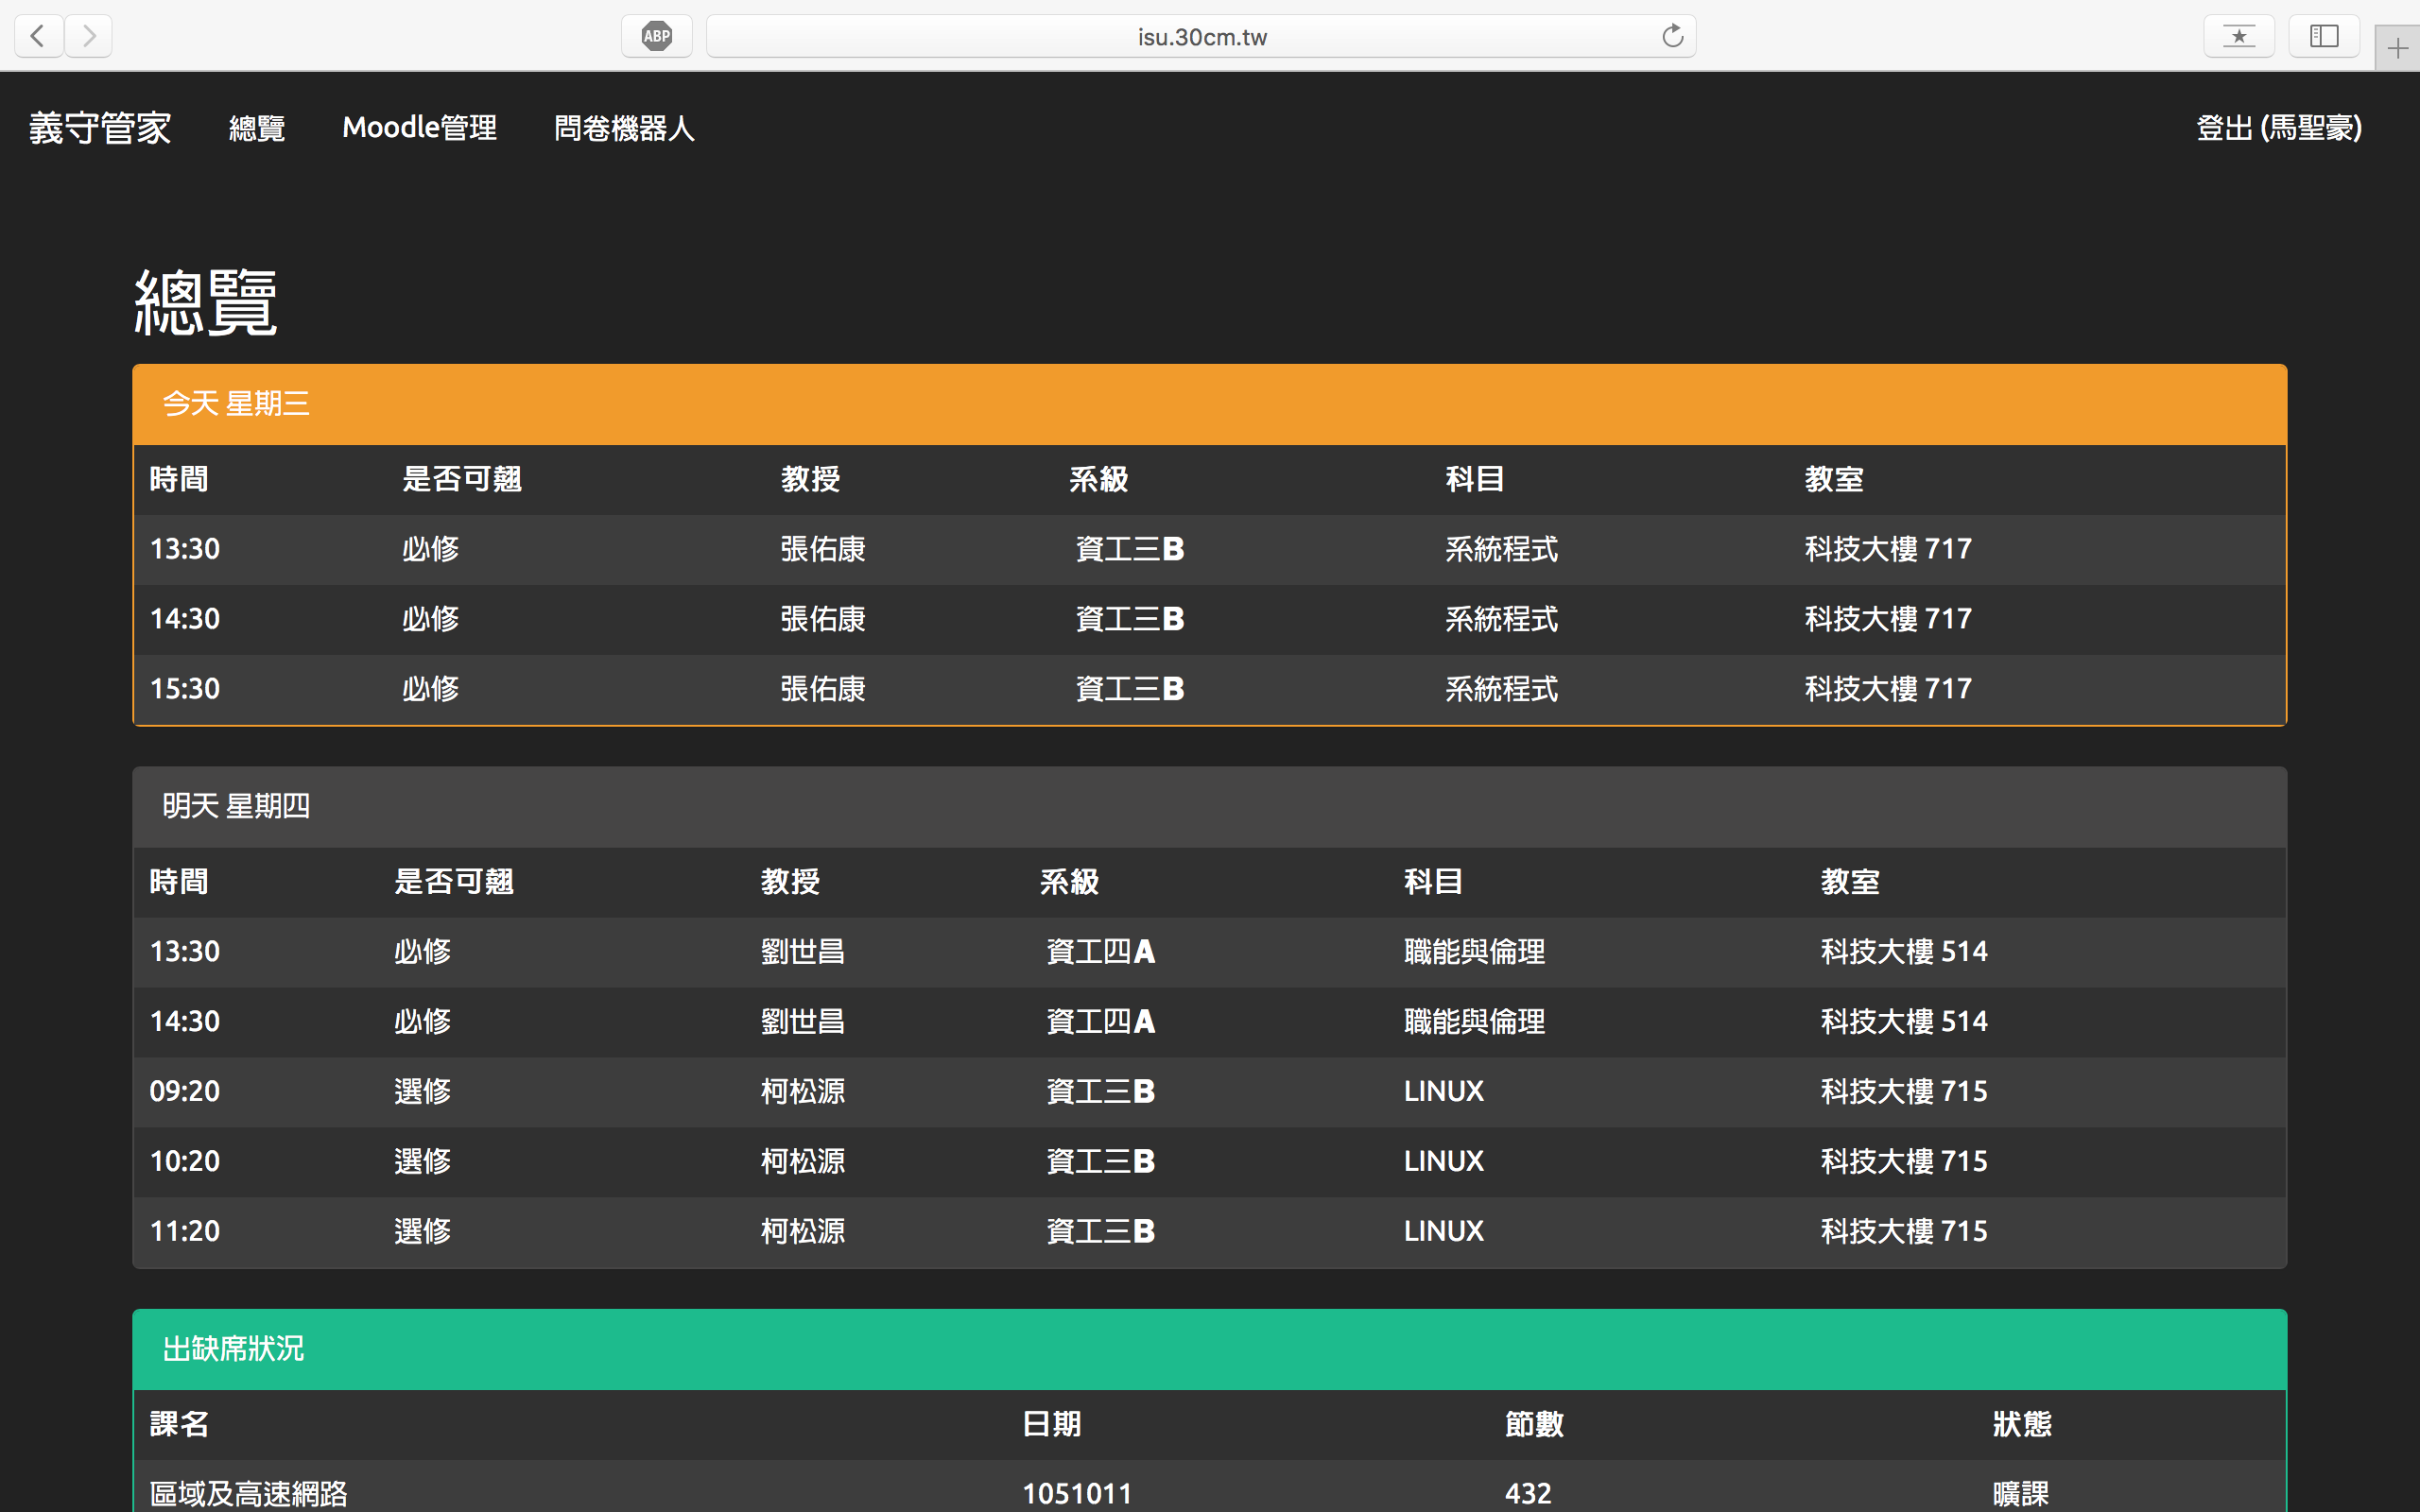 ABP isu.30cm.tw
義守管家 總覽 Moodle管理 問卷機器人 登出 (馬聖豪)
總覽
今天 星期三
時間 是否可翹 教授 系級 科目 教室
13:30 必修 張佑康 資工三B 系統程式 科技大樓 717
14:30 必修 張佑康 資工三B 系統程式 科技大樓 717
15:30 必修 張佑康 資工三B 系統程式 科技大樓 717
明天 星期四
時間 是否可翹 教授 系級 科目 教室
13:30 必修 劉世昌 資工四A 職能與倫理 科技大樓 514
14:30 必修 劉世昌 資工四A 職能與倫理 科技大樓 514
09:20 選修 柯松源 資工三B LINUX 科技大樓 715
10:20 選修 柯松源 資工三B LINUX 科技大樓 715
11:20 選修 柯松源 資工三B LINUX 科技大樓 715
出缺席狀況
課名 日期 節數 狀態
區域及高速網路 1051011 432 曠課